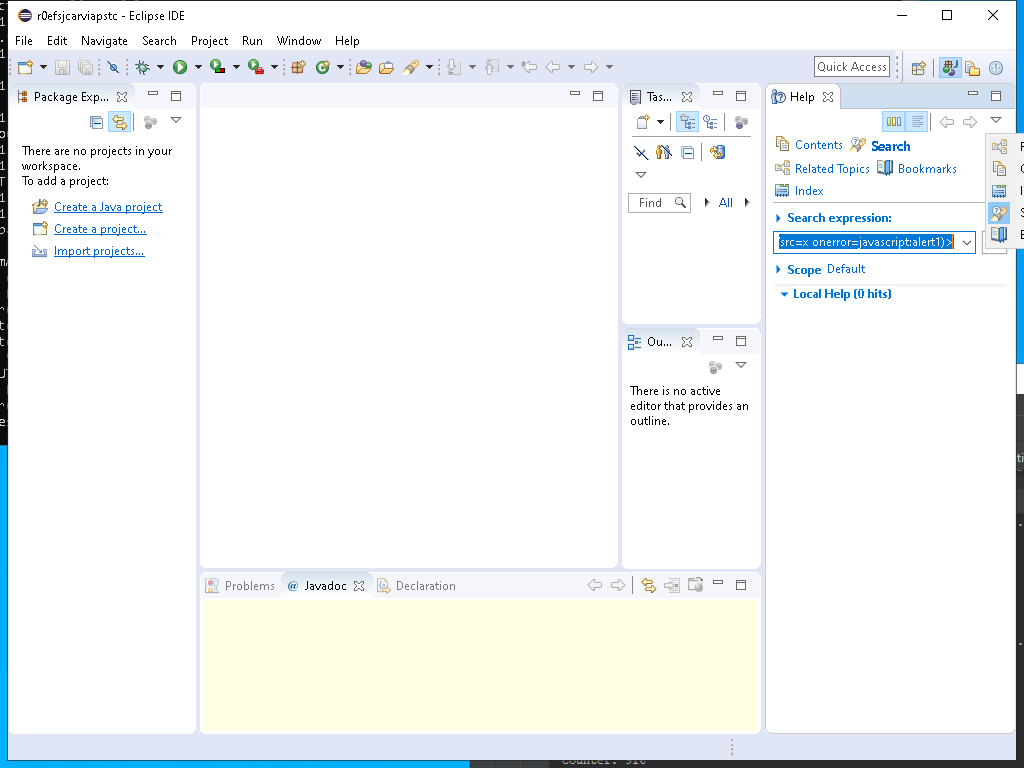 r0efsjcarviapstc - Eclipse IDE
File Edit Navigate Search Project Run Window Help
Quick Access
Package Exp...
There are no projects in your
workspace.
To add a project:
Create a Java project
Create a project...
Import projects...
Tas...
Find
All
Ou...
There is no active
editor that provides an
outline.
Help
Contents Search
Related Topics Bookmarks
Index
Search expression:
src=x onerror=javascript:alert1)>
Scope Default
Local Help (0 hits)
Problems @ Javadoc Declaration
Counter: 910